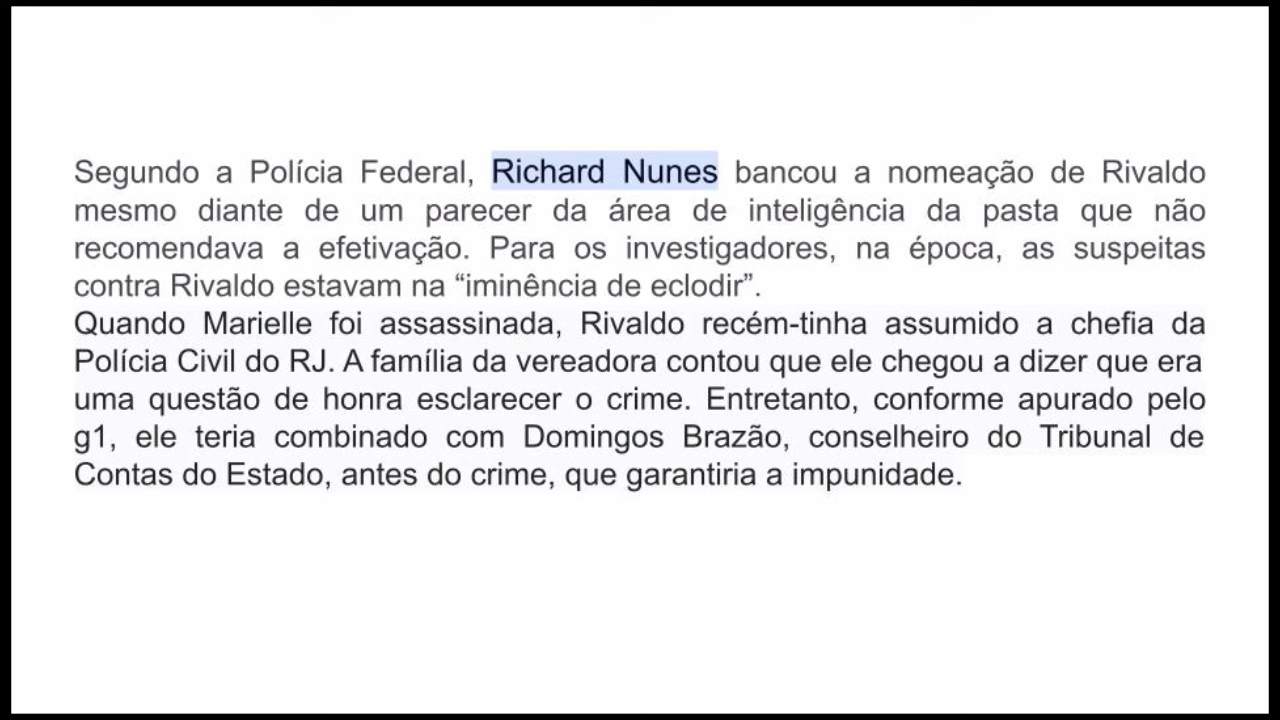 Segundo a Polícia Federal, Richard Nunes bancou a nomeação de Rivaldo
mesmo diante de um parecer da área de inteligência da pasta que não
recomendava a efetivação. Para os investigadores, na época, as suspeitas
contra Rivaldo estavam na “iminência de eclodir”.
Quando Marielle foi assassinada, Rivaldo recém-tinha assumido a chefia da
Polícia Civil do RJ. A família da vereadora contou que ele chegou a dizer que era
uma questão de honra esclarecer o crime. Entretanto, conforme apurado pelo
g1, ele teria combinado com Domingos Brazão, conselheiro do Tribunal de
Contas do Estado, antes do crime, que garantiria a impunidade.